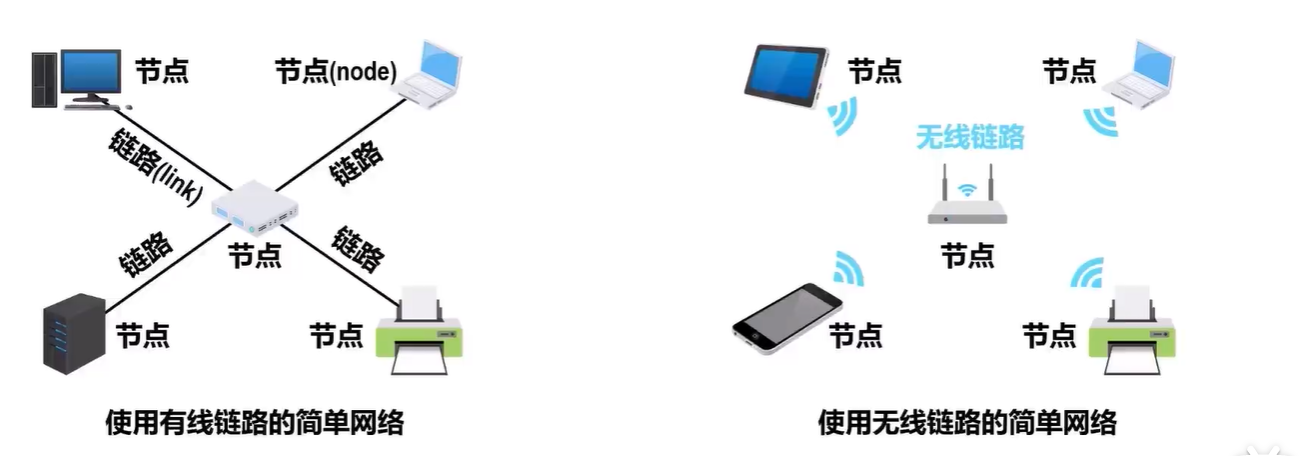 节点
节点(node)
链路(link)
链路
节点
链路
链路
节点
节点
使用有线链路的简单网络
节点
节点
无线链路
节点
节点
节点
使用无线链路的简单网络